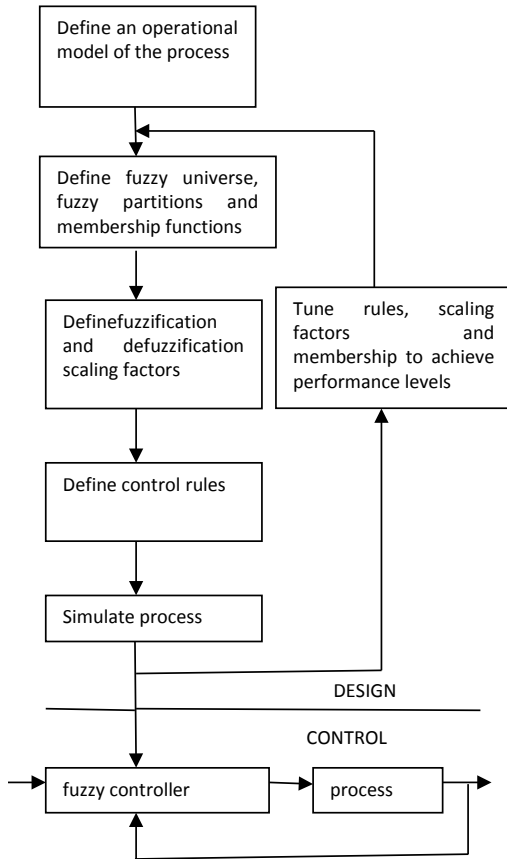 Define an operational
model of the process
Define fuzzy universe,
fuzzy partitions and
membership functions
Definefuzzification
and defuzzification
scaling factors
Tune rules, scaling
factors and
membership to achieve
performance levels
Define control rules
Simulate process
DESIGN
CONTROL
fuzzy controller
process